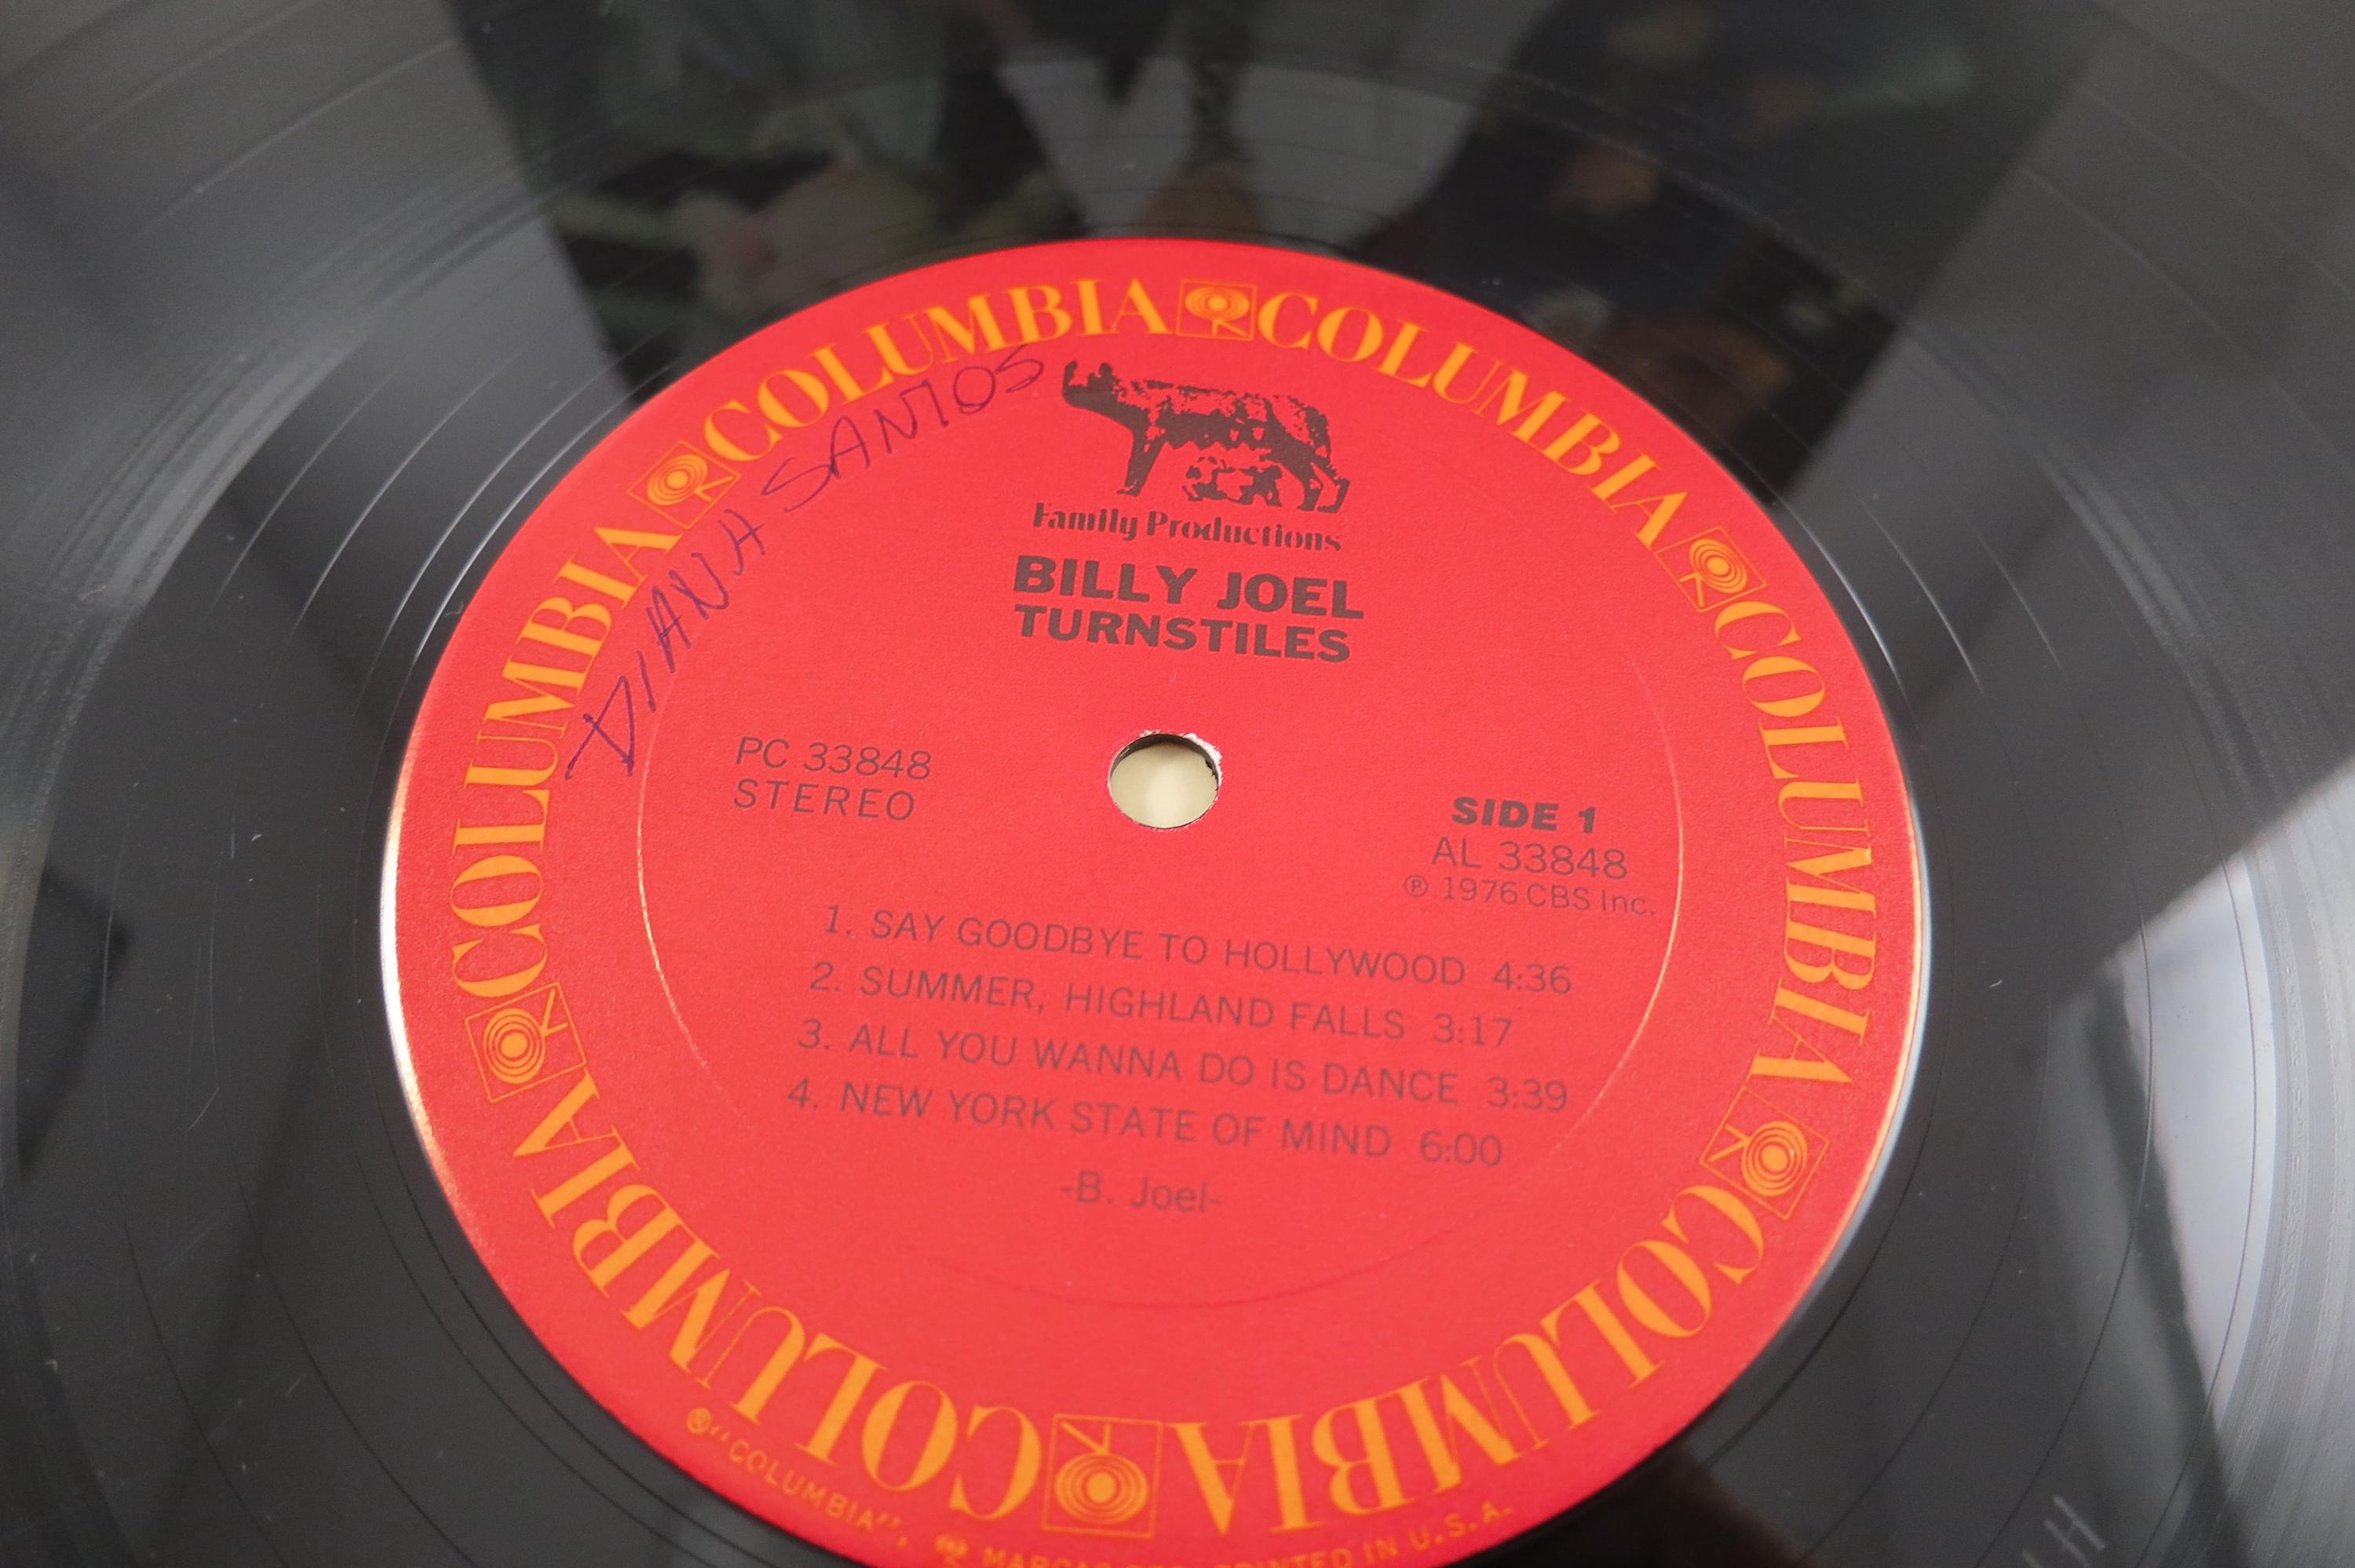 COLUMBIA COLUMBIA COLUMBIA COLUMBIA COLUMBIA COLUMBIA
DIANA SANTOS
Family Productions
BILLY JOEL
TURNSTILES
PC 33848
STEREO
SIDE 1
AL 33848
℗ 1976 CBS Inc.
1. SAY GOODBYE TO HOLLYWOOD 4:36
2. SUMMER, HIGHLAND FALLS 3:17
3. ALL YOU WANNA DO IS DANCE 3:39
4. NEW YORK STATE OF MIND 6:00
-B. Joel-
® "COLUMBIA", MARCAS PRINTED IN U.S.A.